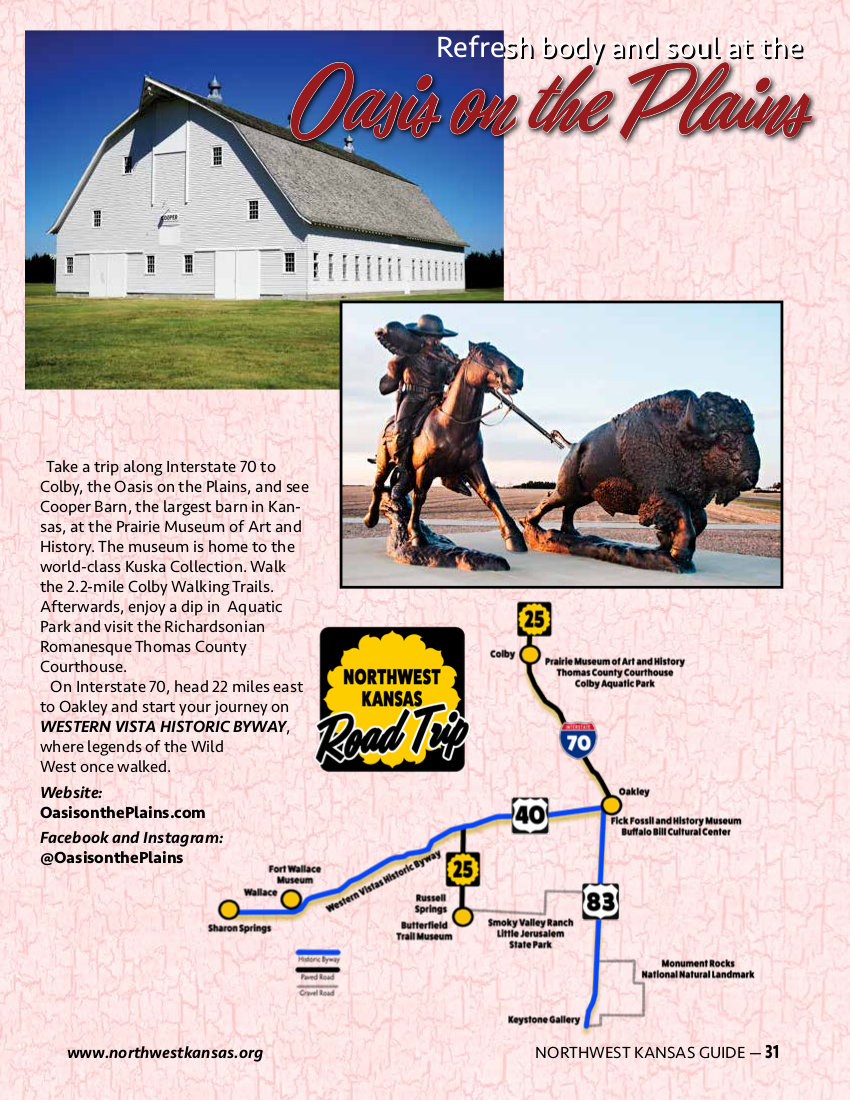 Refresh body and soul at the
Oasis on the Plains
COOPER
Take a trip along Interstate 70 to
Colby, the Oasis on the Plains, and see
Cooper Barn, the largest barn in Kan-
sas, at the Prairie Museum of Art and
History. The museum is home to the
world-class Kuska Collection. Walk
the 2.2-mile Colby Walking Trails.
Afterwards, enjoy a dip in Aquatic
Park and visit the Richardsonian
Romanesque Thomas County
Courthouse.
On Interstate 70, head 22 miles east
to Oakley and start your journey on
WESTERN VISTA HISTORIC BYWAY,
where legends of the Wild
West once walked.
Website:
OasisonthePlains.com
Facebook and Instagram:
@OasisonthePlains
NORTHWEST
KANSAS
Road Trip
25
Colby
Prairie Museum of Art and History
Thomas County Courthouse
Colby Aquatic Park
INTERSTATE
70
Oakley
Fick Fossil and History Museum
Buffalo Bill Cultural Center
40
Western Vistas Historic Byway
25
Fort Wallace
Museum
Wallace
Sharon Springs
Russell
Springs
Butterfield
Trail Museum
83
Smoky Valley Ranch
Little Jerusalem
State Park
Monument Rocks
National Natural Landmark
Keystone Gallery
Historic Byway
Paved Road
Gravel Road
www.northwestkansas.org
NORTHWEST KANSAS GUIDE — 31